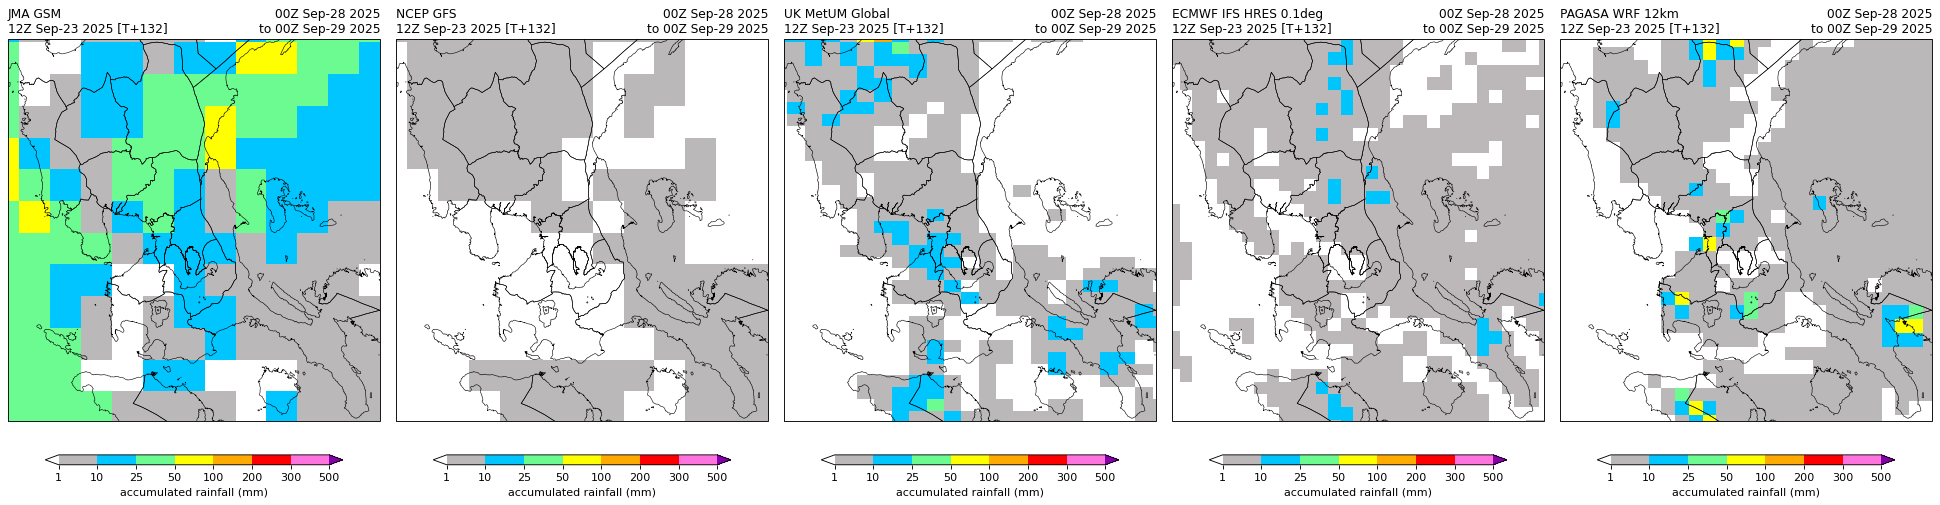 JMA GSM 00Z Sep-28 2025
12Z Sep-23 2025 [T+132] to 00Z Sep-29 2025
1 10 25 50 100 200 300 500
accumulated rainfall (mm)
NCEP GFS 00Z Sep-28 2025
12Z Sep-23 2025 [T+132] to 00Z Sep-29 2025
1 10 25 50 100 200 300 500
accumulated rainfall (mm)
UK MetUM Global 00Z Sep-28 2025
12Z Sep-23 2025 [T+132] to 00Z Sep-29 2025
1 10 25 50 100 200 300 500
accumulated rainfall (mm)
ECMWF IFS HRES 0.1deg 00Z Sep-28 2025
12Z Sep-23 2025 [T+132] to 00Z Sep-29 2025
1 10 25 50 100 200 300 500
accumulated rainfall (mm)
PAGASA WRF 12km 00Z Sep-28 2025
12Z Sep-23 2025 [T+132] to 00Z Sep-29 2025
1 10 25 50 100 200 300 500
accumulated rainfall (mm)